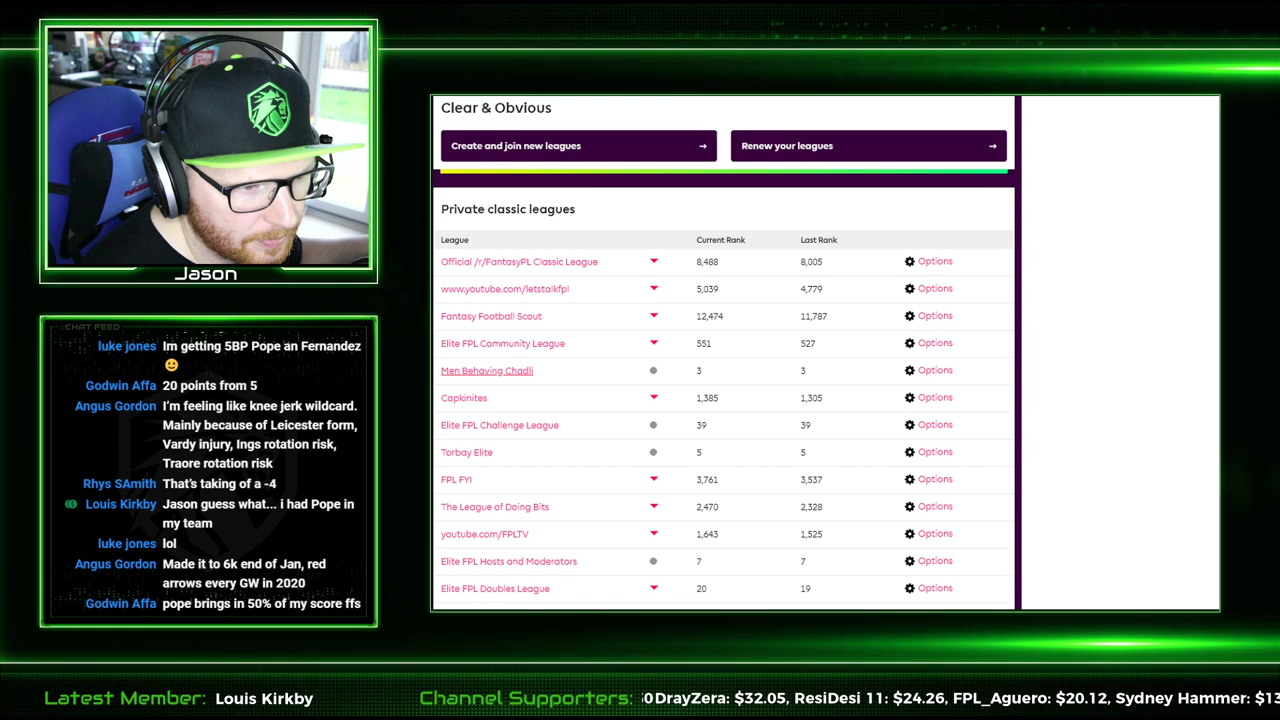 Jason
CHAT FEED
luke jones Im getting 5BP Pope an Fernandez
🙂
Godwin Affa 20 points from 5
Angus Gordon I'm feeling like knee jerk wildcard.
Mainly because of Leicester form,
Vardy injury, Ings rotation risk,
Traore rotation risk
Rhys SAmith That's taking of a -4
Louis Kirkby Jason guess what... i had Pope in
my team
luke jones lol
Angus Gordon Made it to 6k end of Jan, red
arrows every GW in 2020
Godwin Affa pope brings in 50% of my score ffs
Clear & Obvious
Create and join new leagues → Renew your leagues →
Private classic leagues
League Current Rank Last Rank
Official /r/FantasyPL Classic League 8,488 8,005 Options
www.youtube.com/letstalkfpl 5,039 4,779 Options
Fantasy Football Scout 12,474 11,787 Options
Elite FPL Community League 551 527 Options
Men Behaving Chadli 3 3 Options
Capkinites 1,385 1,305 Options
Elite FPL Challenge League 39 39 Options
Torbay Elite 5 5 Options
FPL FYI 3,761 3,537 Options
The League of Doing Bits 2,470 2,328 Options
youtube.com/FPLTV 1,643 1,525 Options
Elite FPL Hosts and Moderators 7 7 Options
Elite FPL Doubles League 20 19 Options
Latest Member: Louis Kirkby Channel Supporters: 0DrayZera: $32.05, ResiDesi 11: $24.26, FPL_Aguero: $20.12, Sydney Hammer: $13